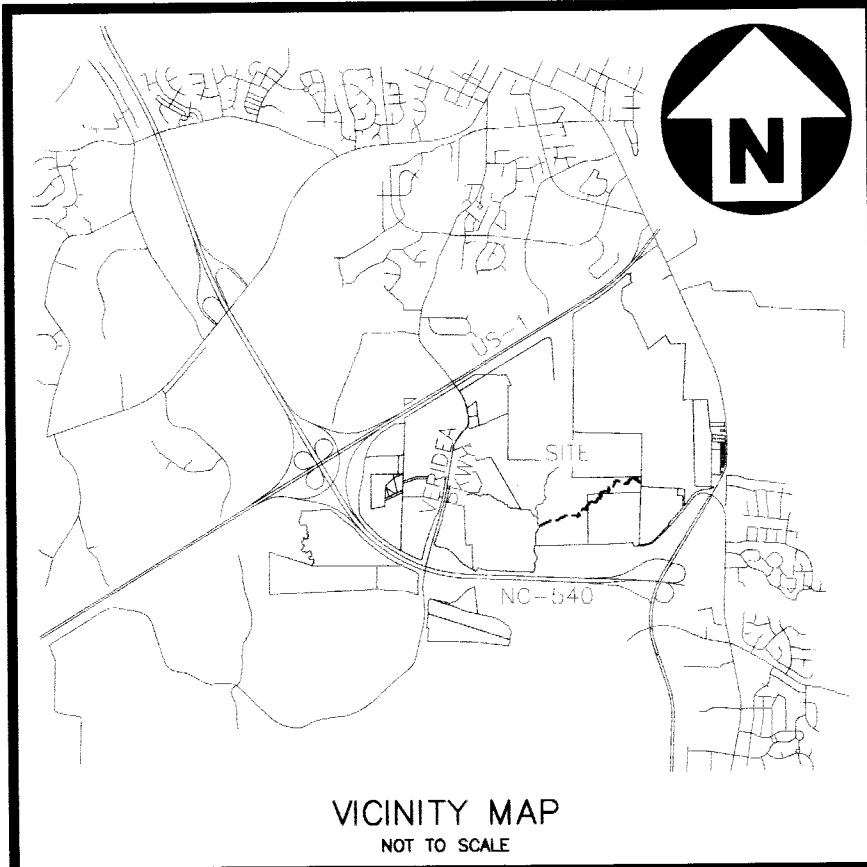 N
US-1
VERIDEA
PKWY
SITE
NC-540
VICINITY MAP
NOT TO SCALE